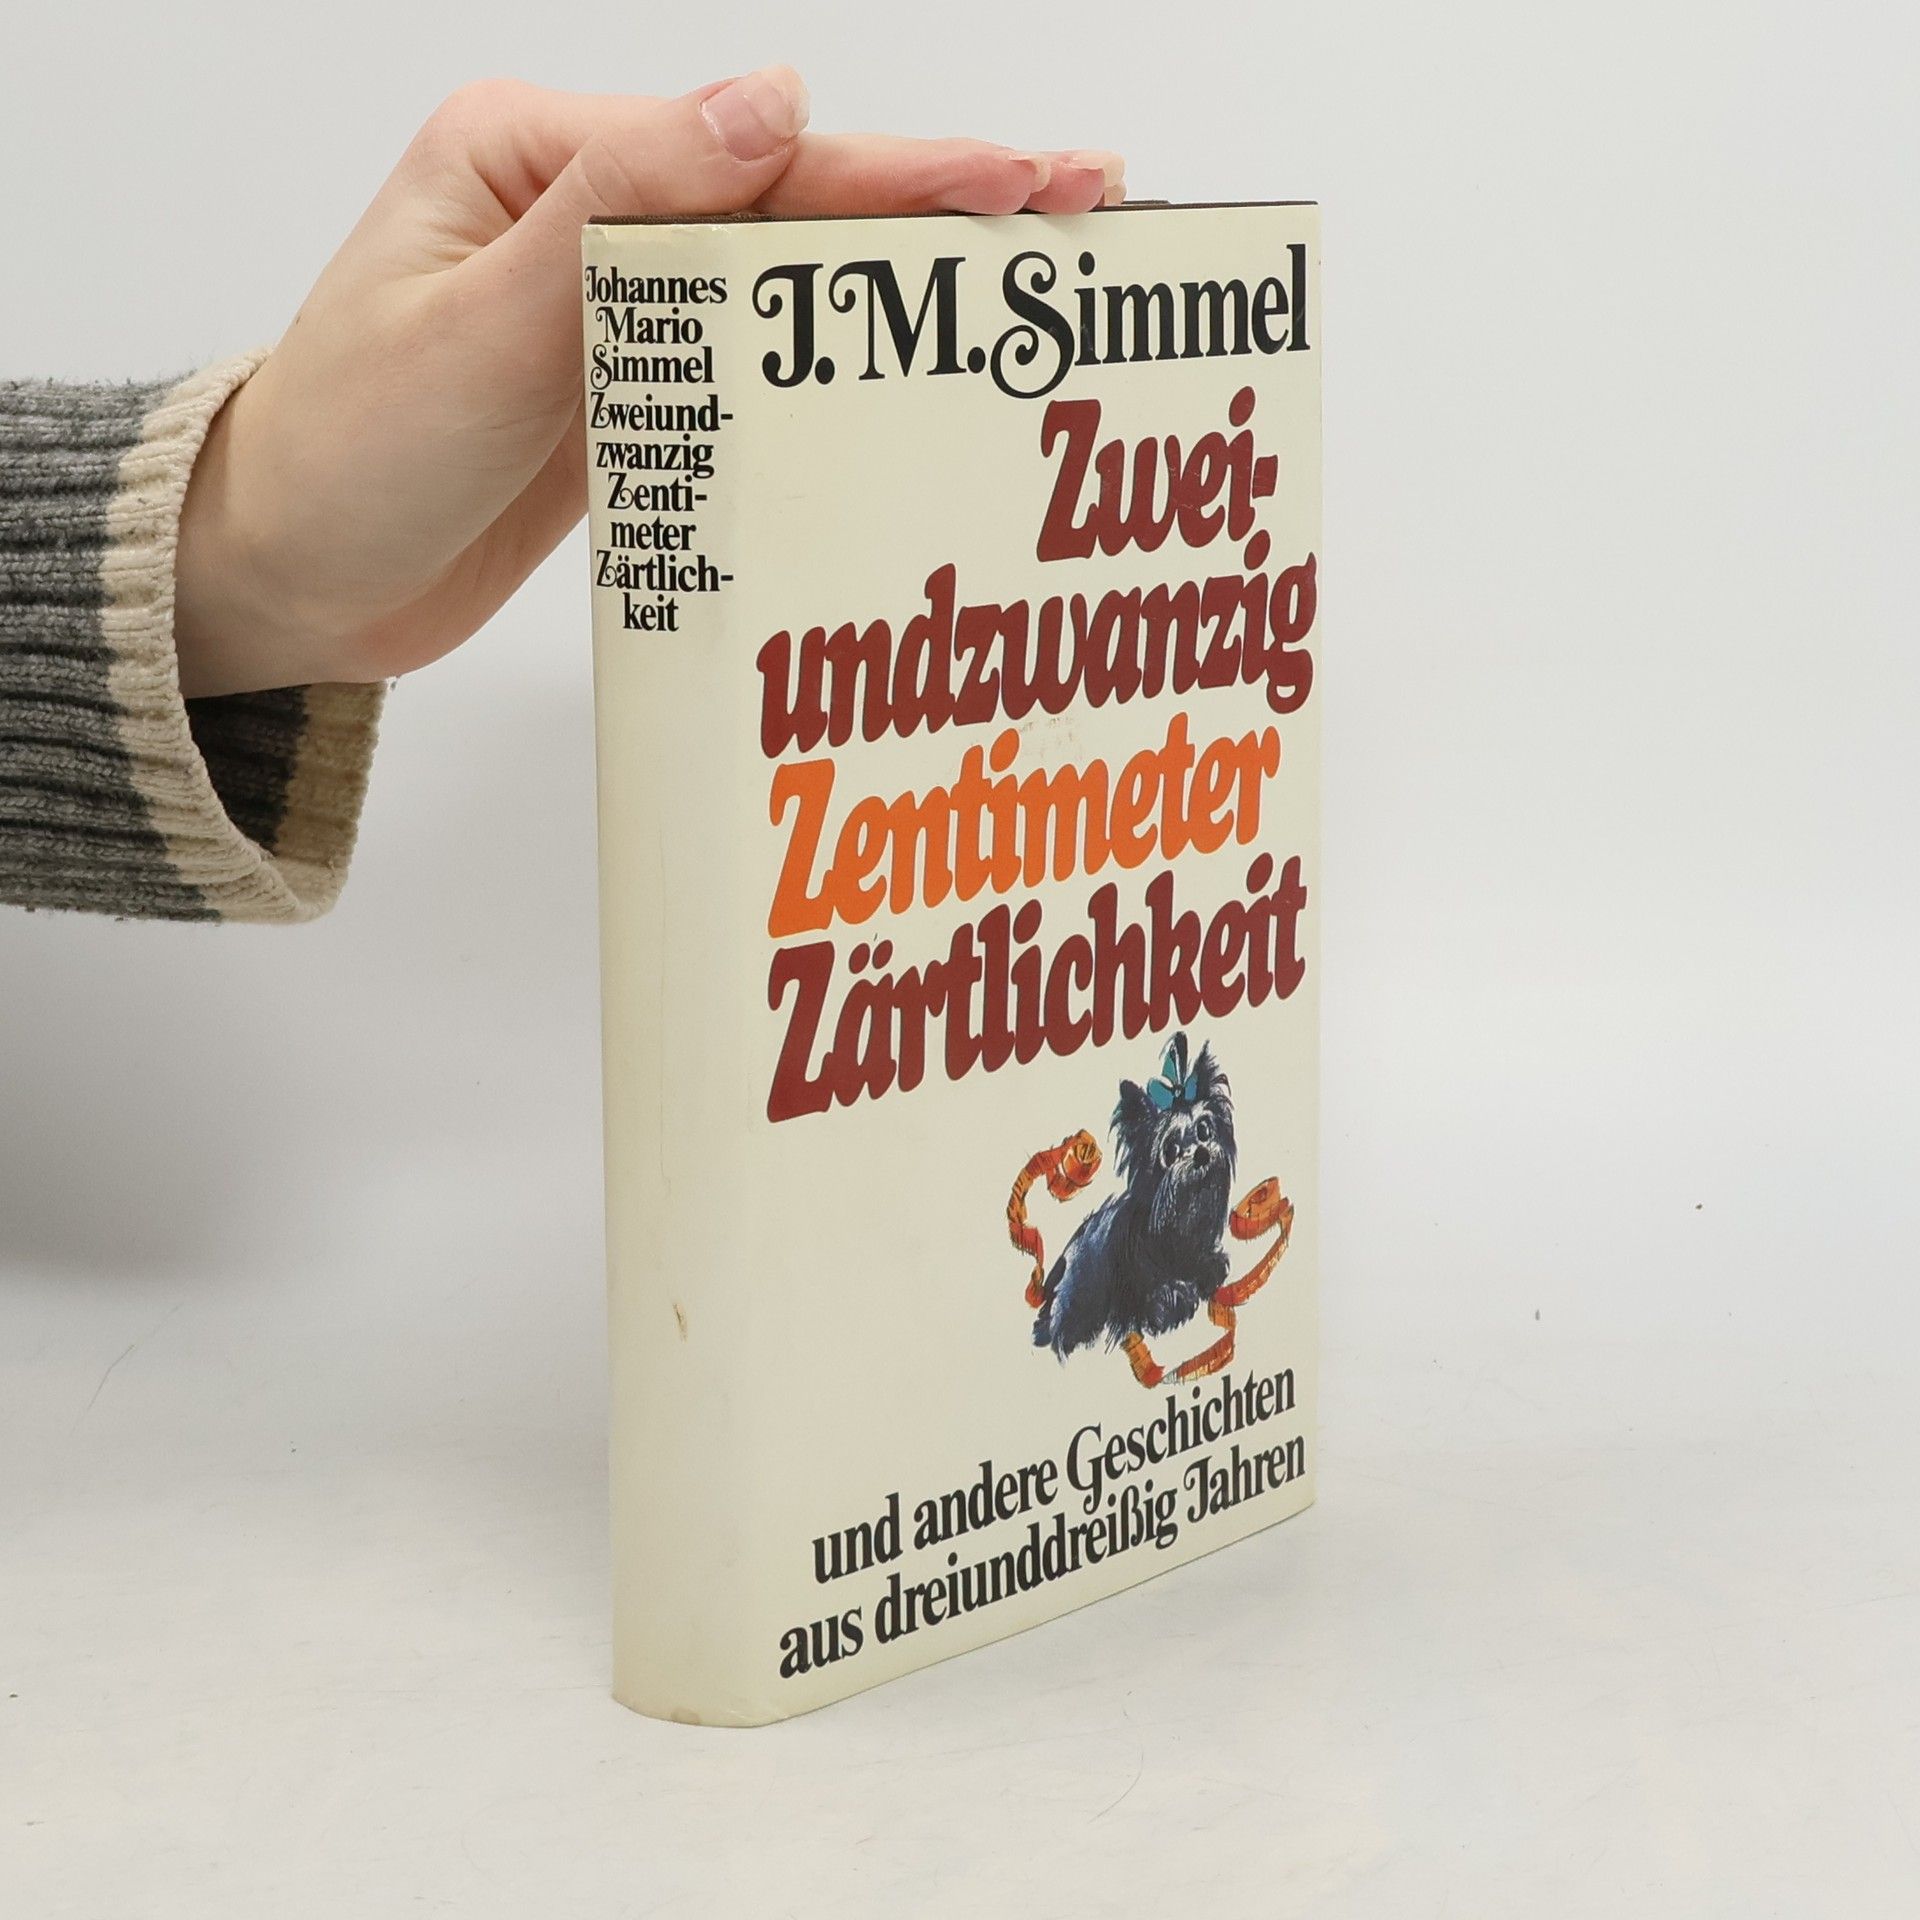 Johannes
Mario
Simmel
Zweiund-
zwanzig
Zenti-
meter
Zärtlich-
keit
J.M.Simmel
Zwei-
undzwanzig
Zentimeter
Zärtlichkeit
und andere Geschichten
aus dreiunddreißig Jahren